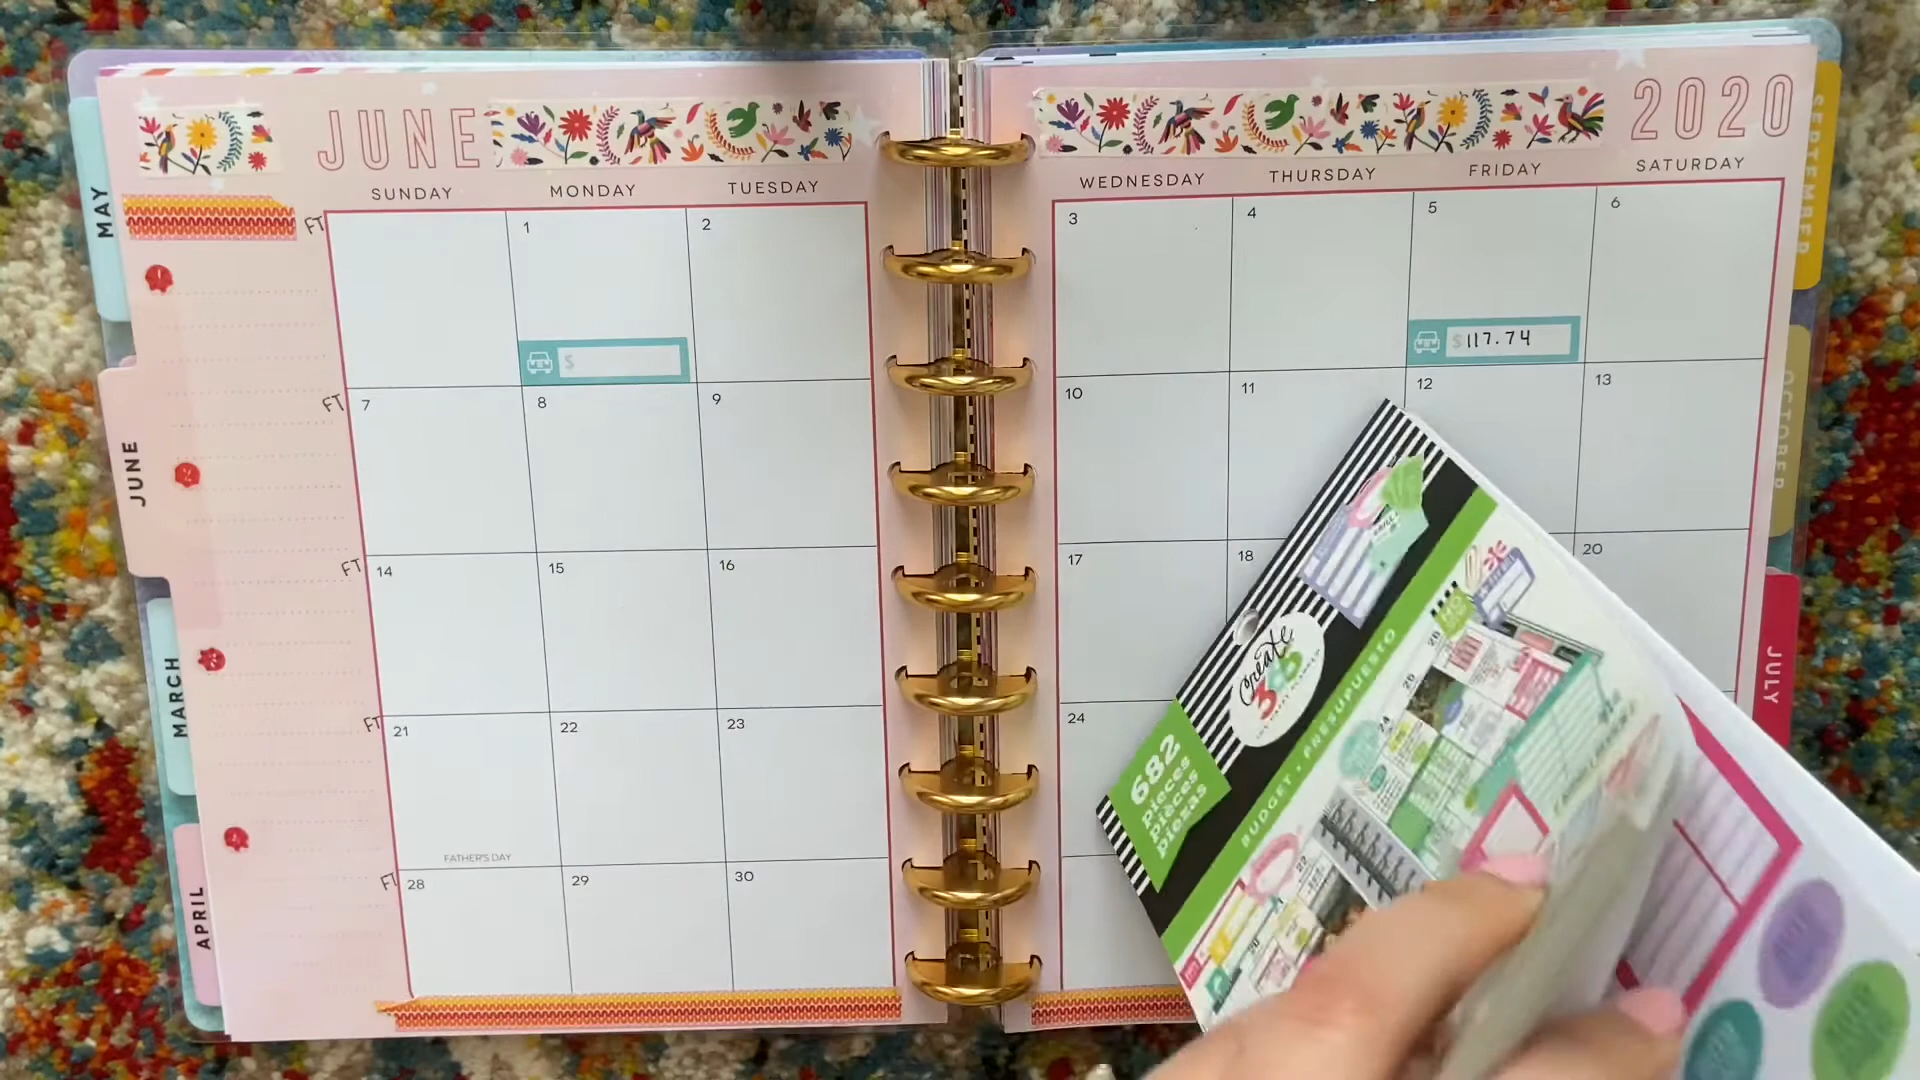 JUNE
2020
SUNDAY
MONDAY
TUESDAY
WEDNESDAY
THURSDAY
FRIDAY
SATURDAY
FT
1
2
3
4
5
6
$
$117.74
FT
7
8
9
10
11
12
13
FT
14
15
16
17
18
20
FT
21
22
23
24
FATHER'S DAY
FT
28
29
30
MAY
JUNE
MARCH
APRIL
SEPTEMBER
OCTOBER
JULY
Create
365
682
pieces
pièces
piezas
BUDGET • PRESUPUESTO